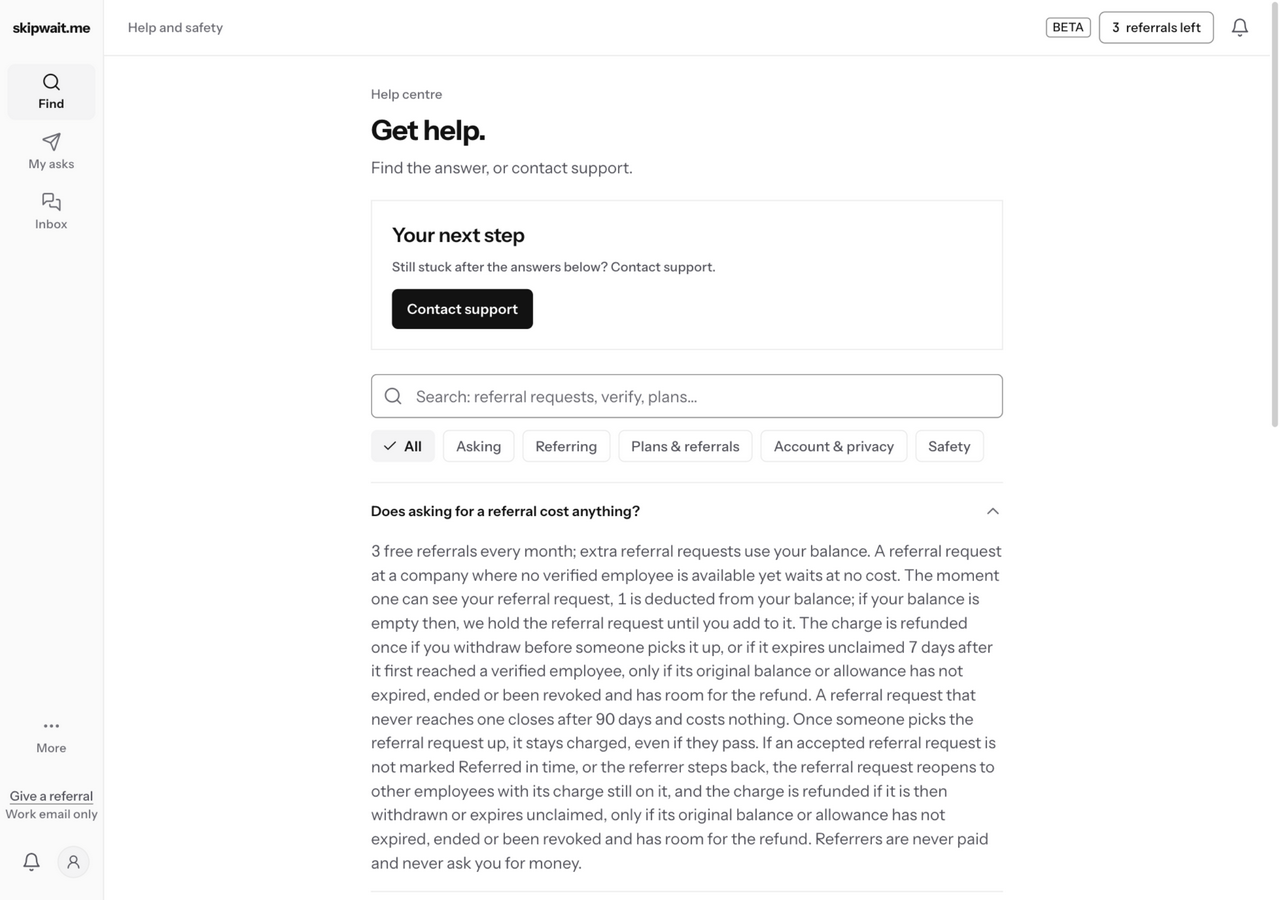 skipwait.me
Help and safety
BETA
3 referrals left
Find
My asks
Inbox
More
Give a referral
Work email only
Help centre
Get help.
Find the answer, or contact support.
Your next step
Still stuck after the answers below? Contact support.
Contact support
Search: referral requests, verify, plans...
All
Asking
Referring
Plans & referrals
Account & privacy
Safety
Does asking for a referral cost anything?
3 free referrals every month; extra referral requests use your balance. A referral request
at a company where no verified employee is available yet waits at no cost. The moment
one can see your referral request, 1 is deducted from your balance; if your balance is
empty then, we hold the referral request until you add to it. The charge is refunded
once if you withdraw before someone picks it up, or if it expires unclaimed 7 days after
it first reached a verified employee, only if its original balance or allowance has not
expired, ended or been revoked and has room for the refund. A referral request that
never reaches one closes after 90 days and costs nothing. Once someone picks the
referral request up, it stays charged, even if they pass. If an accepted referral request is
not marked Referred in time, or the referrer steps back, the referral request reopens to
other employees with its charge still on it, and the charge is refunded if it is then
withdrawn or expires unclaimed, only if its original balance or allowance has not
expired, ended or been revoked and has room for the refund. Referrers are never paid
and never ask you for money.